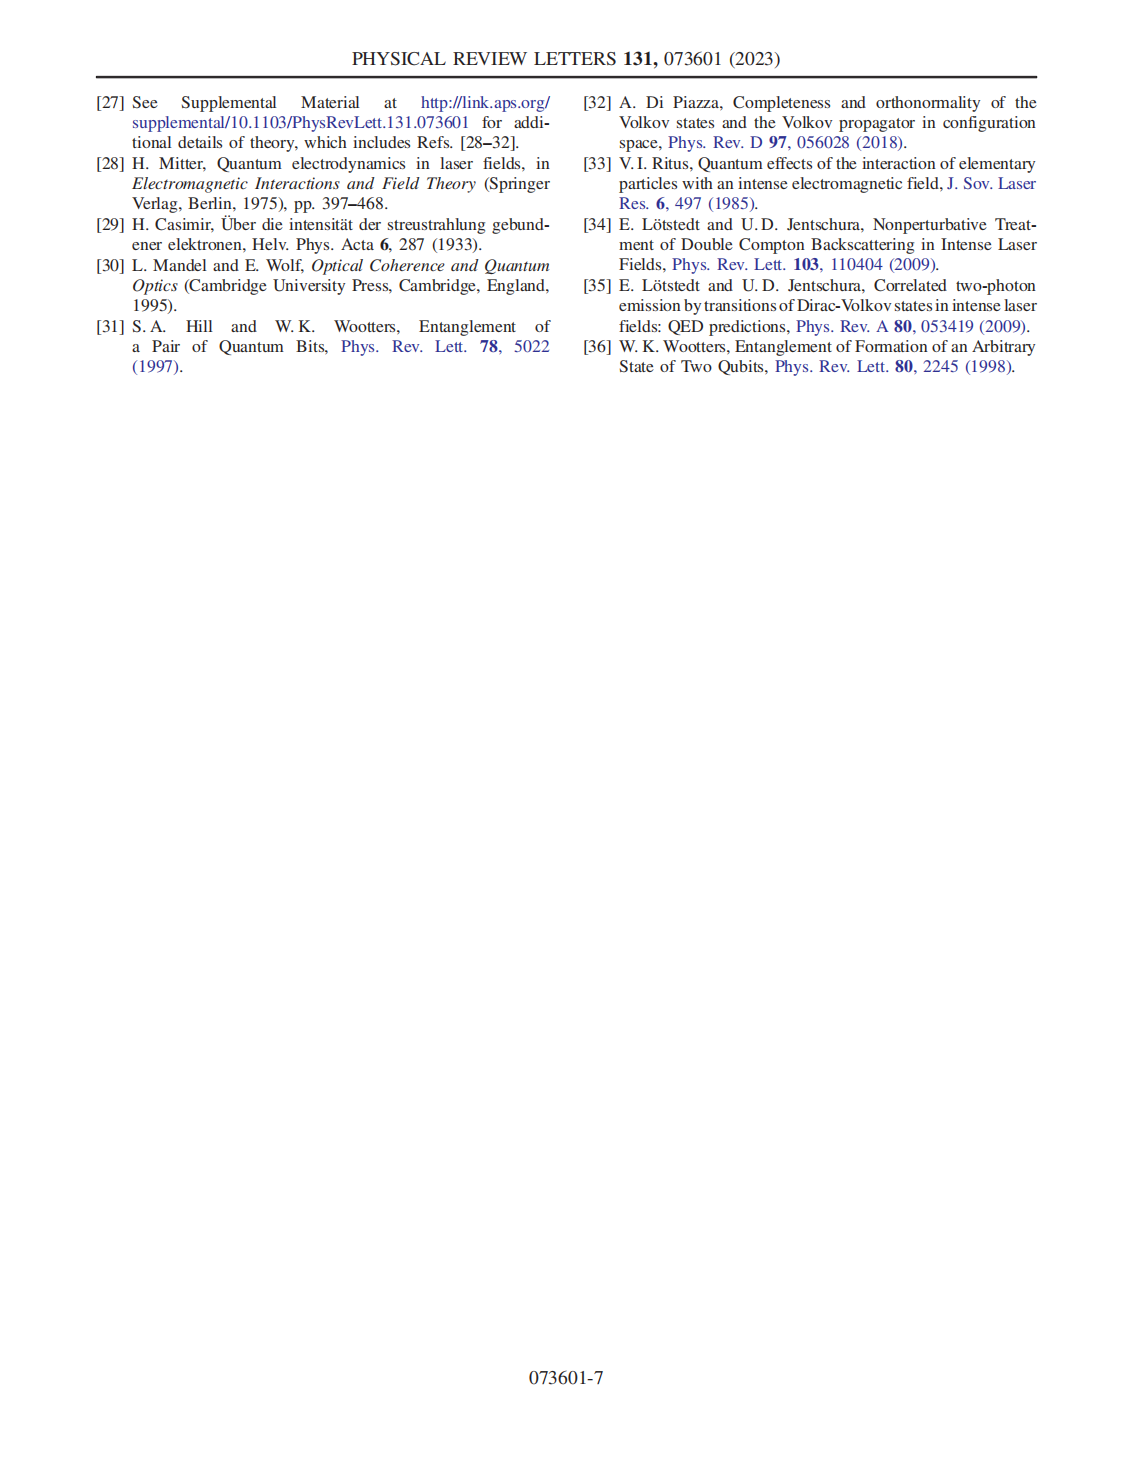 PHYSICAL REVIEW LETTERS 131, 073601 (2023)
[27] See Supplemental Material at http://link.aps.org/
supplemental/10.1103/PhysRevLett.131.073601 for addi-
tional details of theory, which includes Refs. [28–32].
[28] H. Mitter, Quantum electrodynamics in laser fields, in
Electromagnetic Interactions and Field Theory (Springer
Verlag, Berlin, 1975), pp. 397–468.
[29] H. Casimir, Über die intensität der streustrahlung gebund-
ener elektronen, Helv. Phys. Acta 6, 287 (1933).
[30] L. Mandel and E. Wolf, Optical Coherence and Quantum
Optics (Cambridge University Press, Cambridge, England,
1995).
[31] S. A. Hill and W. K. Wootters, Entanglement of
a Pair of Quantum Bits, Phys. Rev. Lett. 78, 5022
(1997).
[32] A. Di Piazza, Completeness and orthonormality of the
Volkov states and the Volkov propagator in configuration
space, Phys. Rev. D 97, 056028 (2018).
[33] V. I. Ritus, Quantum effects of the interaction of elementary
particles with an intense electromagnetic field, J. Sov. Laser
Res. 6, 497 (1985).
[34] E. Lötstedt and U. D. Jentschura, Nonperturbative Treat-
ment of Double Compton Backscattering in Intense Laser
Fields, Phys. Rev. Lett. 103, 110404 (2009).
[35] E. Lötstedt and U. D. Jentschura, Correlated two-photon
emission by transitions of Dirac-Volkov states in intense laser
fields: QED predictions, Phys. Rev. A 80, 053419 (2009).
[36] W. K. Wootters, Entanglement of Formation of an Arbitrary
State of Two Qubits, Phys. Rev. Lett. 80, 2245 (1998).
073601-7